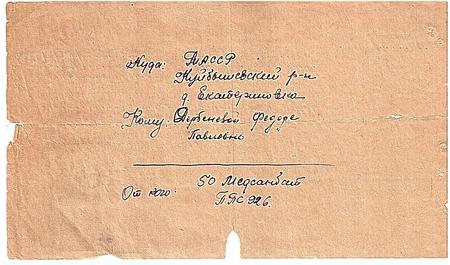 Куда: ТАССР
Куйбышевский р-н
д. Екатериновка
Кому: Дербеневой Федоре
Павловне
От кого: 50 Медсанбат
ППС 926.